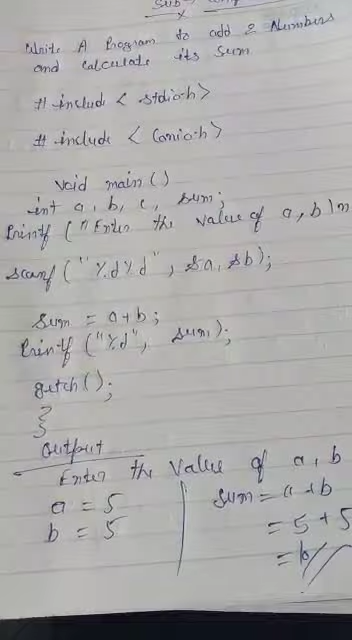 Sub
Write A Program to add 2 Numbers
and calculate its Sum
# include < stdio.h>
# include < Conio.h>
Void main ()
int a, b, c, sum;
Printf ("Enter the value of a, b \n
scanf ("%d%d", &a, &b);
Sum = a+b;
Printf ("%d", sum);
getch();
}
Output
Enter the Value of a, b
a = 5
b = 5
Sum = a + b
= 5 + 5